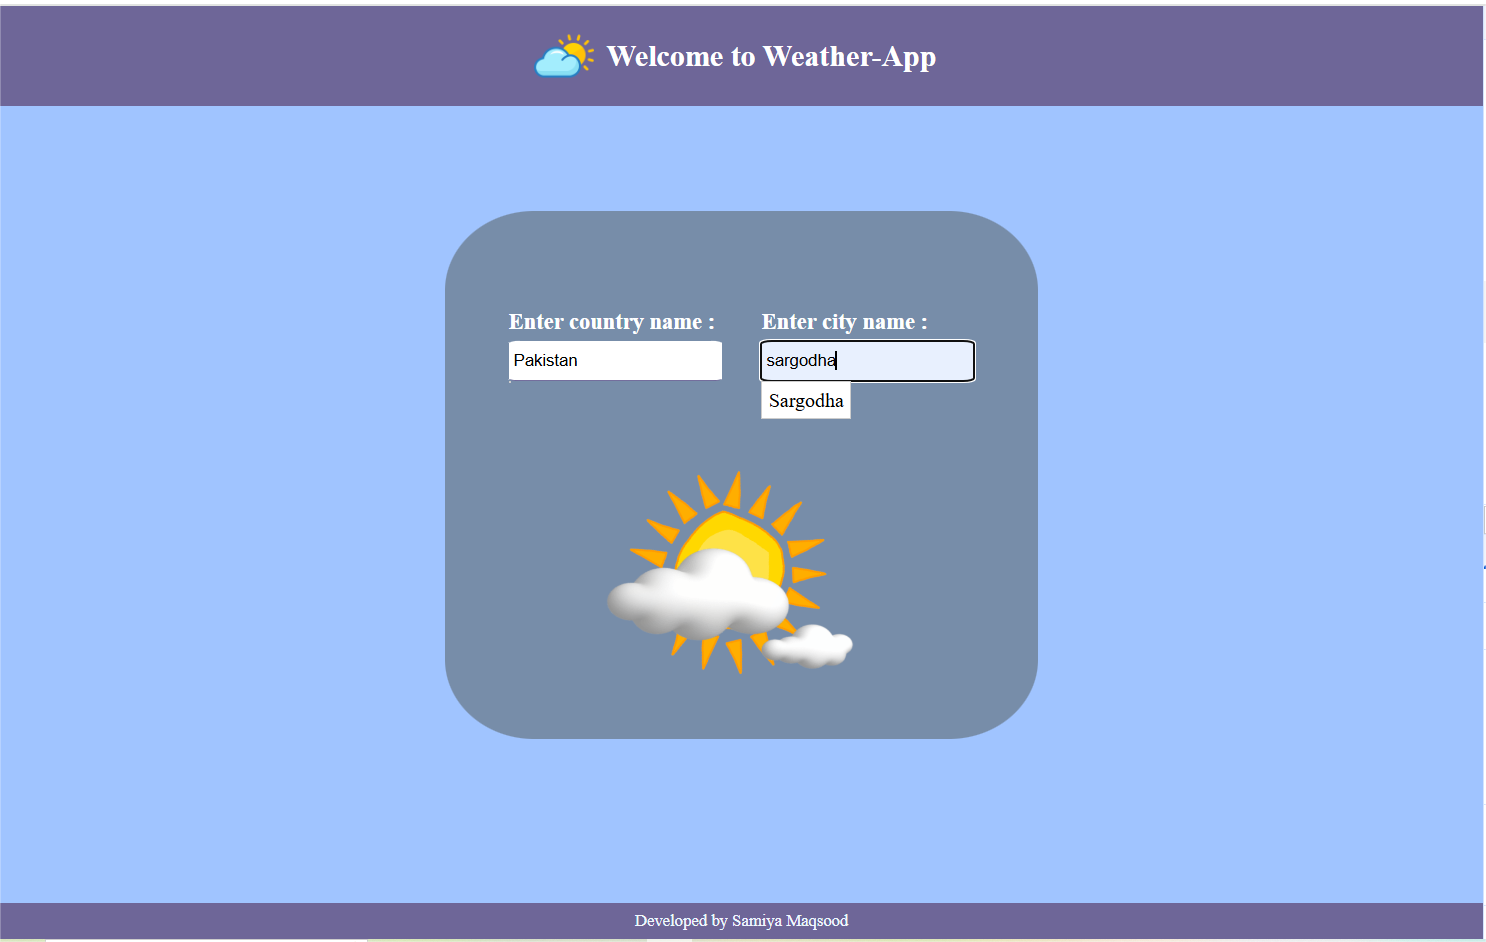 Welcome to Weather-App
Enter country name :
Enter city name :
Pakistan
sargodha
Sargodha
Developed by Samiya Maqsood